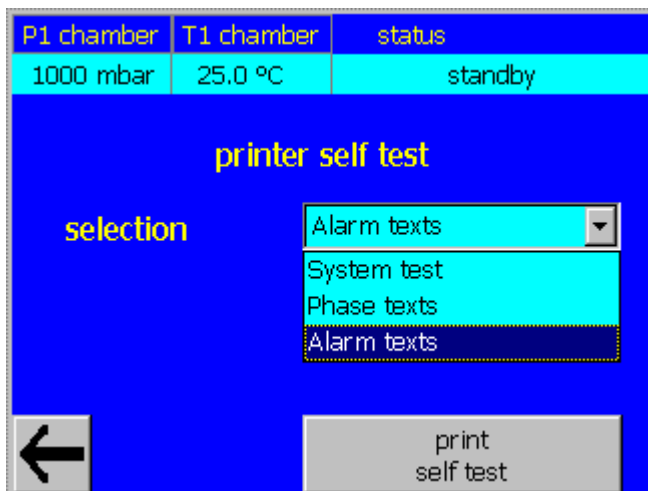 P1 chamber T1 chamber status
1000 mbar 25.0 ºC standby
printer self test
selection Alarm texts
System test
Phase texts
Alarm texts
print
self test